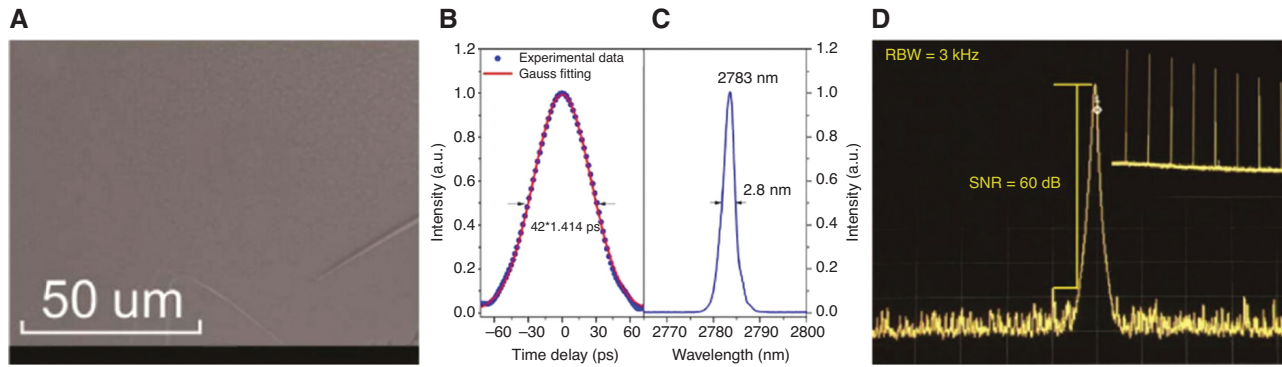 A
50 um
B
Intensity (a.u.)
1.2
1.0
0.8
0.6
0.4
0.2
0.0
Experimental data
Gauss fitting
42*1.414 ps
–60
–30
0
30
60
Time delay (ps)
C
2783 nm
2.8 nm
1.2
1.0
0.8
0.6
0.4
0.2
0.0
Intensity (a.u.)
2770
2780
2790
2800
Wavelength (nm)
D
RBW = 3 kHz
SNR = 60 dB